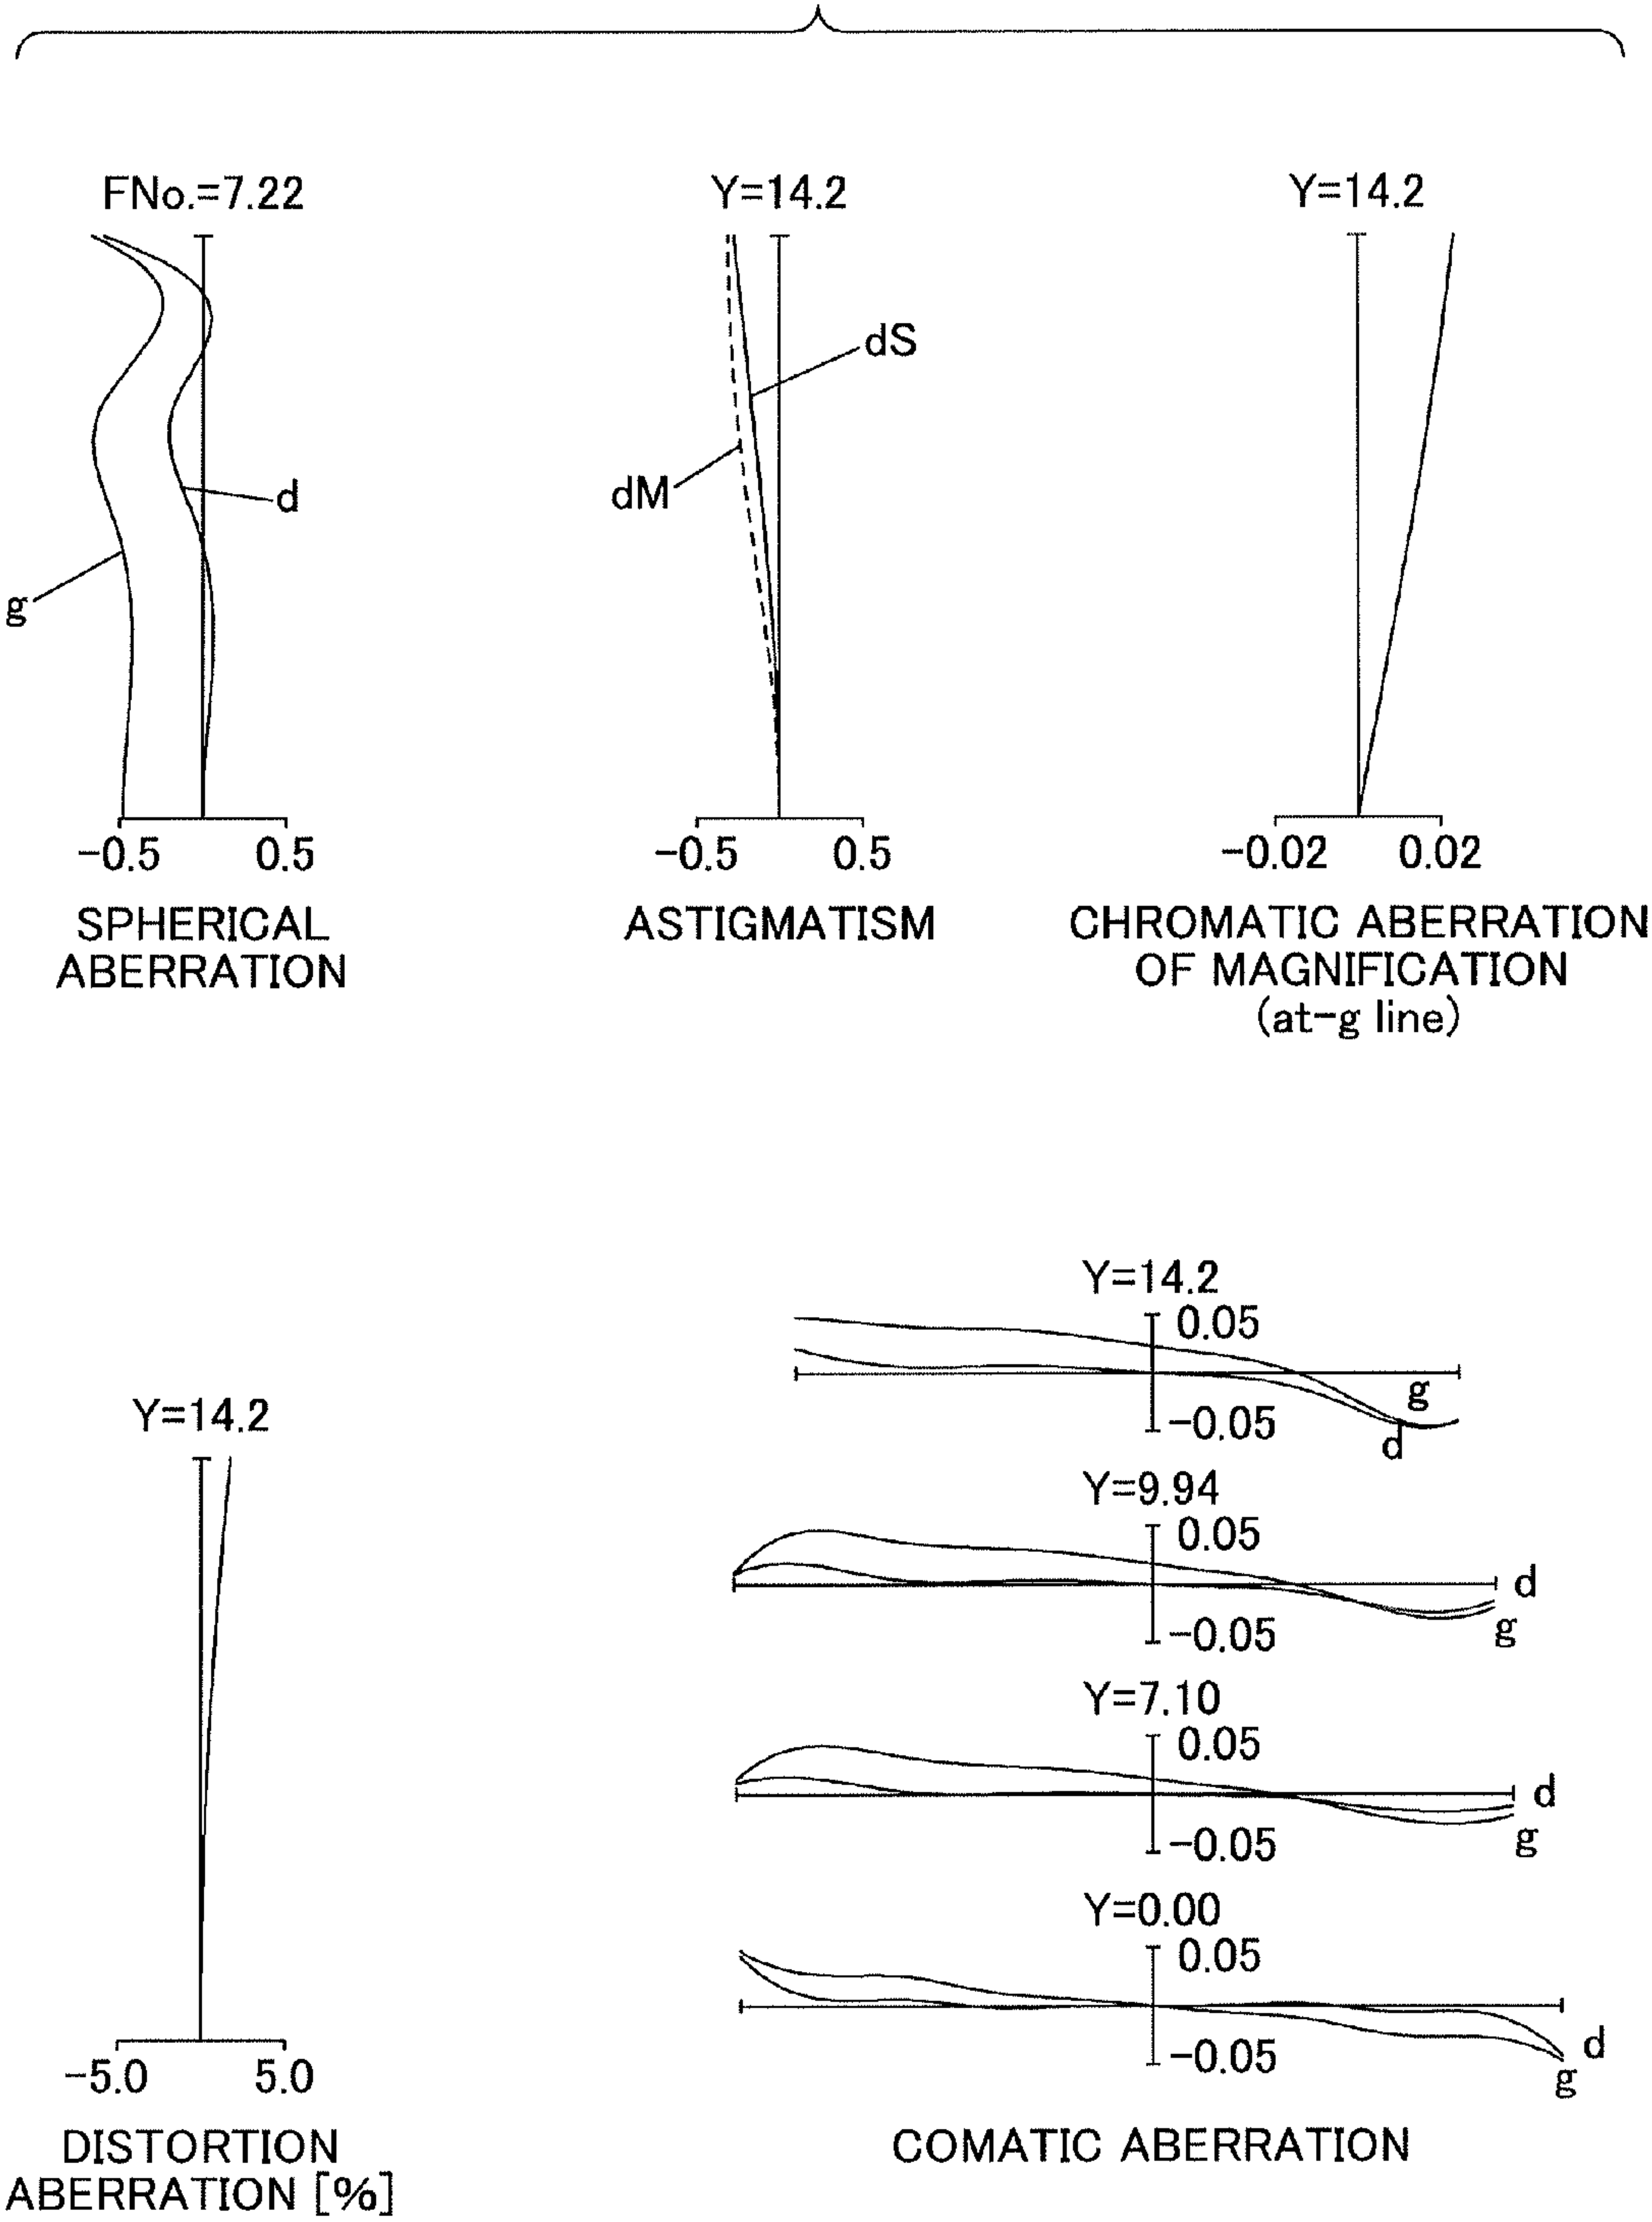 FNo.=7.22
Y=14.2
Y=14.2
dS
dM
d
g
-0.5 0.5
-0.5 0.5
-0.02 0.02
SPHERICAL
ABERRATION
ASTIGMATISM
CHROMATIC ABERRATION
OF MAGNIFICATION
(at-g line)
Y=14.2
-5.0 5.0
DISTORTION
ABERRATION [%]
Y=14.2
0.05
g
-0.05
d
Y=9.94
0.05
d
-0.05
g
Y=7.10
0.05
d
-0.05
g
Y=0.00
0.05
d
-0.05
g
COMATIC ABERRATION